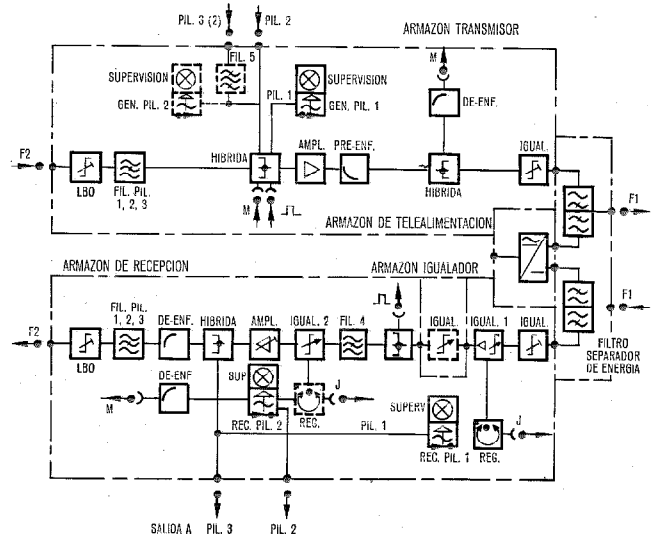 PIL. 3 (2)
PIL. 2
ARMAZON TRANSMISOR
FIL. 5
SUPERVISION
GEN. PIL. 2
PIL. 1
SUPERVISION
GEN. PIL. 1
M
DE-ENF.
F2
LBO
FIL. PIL.
1, 2, 3
HIBRIDA
AMPL.
PRE-ENF.
HIBRIDA
IGUAL.
F1
M
ARMAZON DE TELEALIMENTACION
ARMAZON DE RECEPCION
ARMAZON IGUALADOR
F1
F2
LBO
FIL. PIL.
1, 2, 3
DE-ENF.
HIBRIDA
AMPL.
IGUAL. 2
FIL. 4
IGUAL.
IGUAL. 1
IGUAL.
FILTRO
SEPARADOR
DE ENERGIA
M
DE-ENF
SUP
REC. PIL. 2
REG.
J
PIL. 1
SUPERV
REC. PIL. 1
REG.
J
SALIDA A PIL. 3 PIL. 2